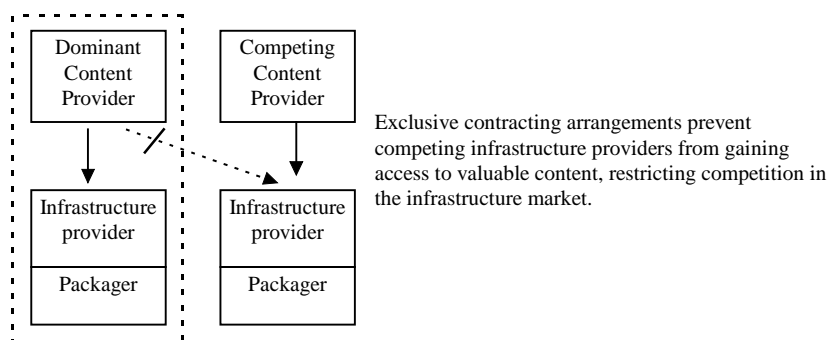 Dominant
Content
Provider
Competing
Content
Provider
Exclusive contracting arrangements prevent
competing infrastructure providers from gaining
access to valuable content, restricting competition in
the infrastructure market.
Infrastructure
provider
Infrastructure
provider
Packager
Packager